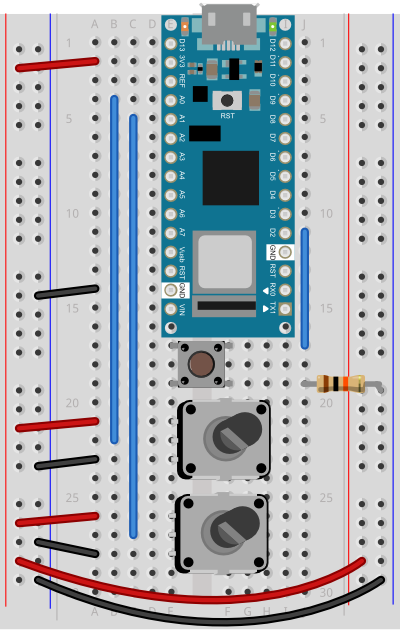 A B C D E I J
1 D13 D12 1
3V3 D11
REF D10
A0 D9
RST
5 A1 D8 5
A2 D7
A3 D6
A4 D5
A5 D4
10 A6 D3 10
A7 D2
Vusb GND
RST RST
GND RX0
15 VIN TX1 15
20 20
25 25
30
A B C D E F G H I